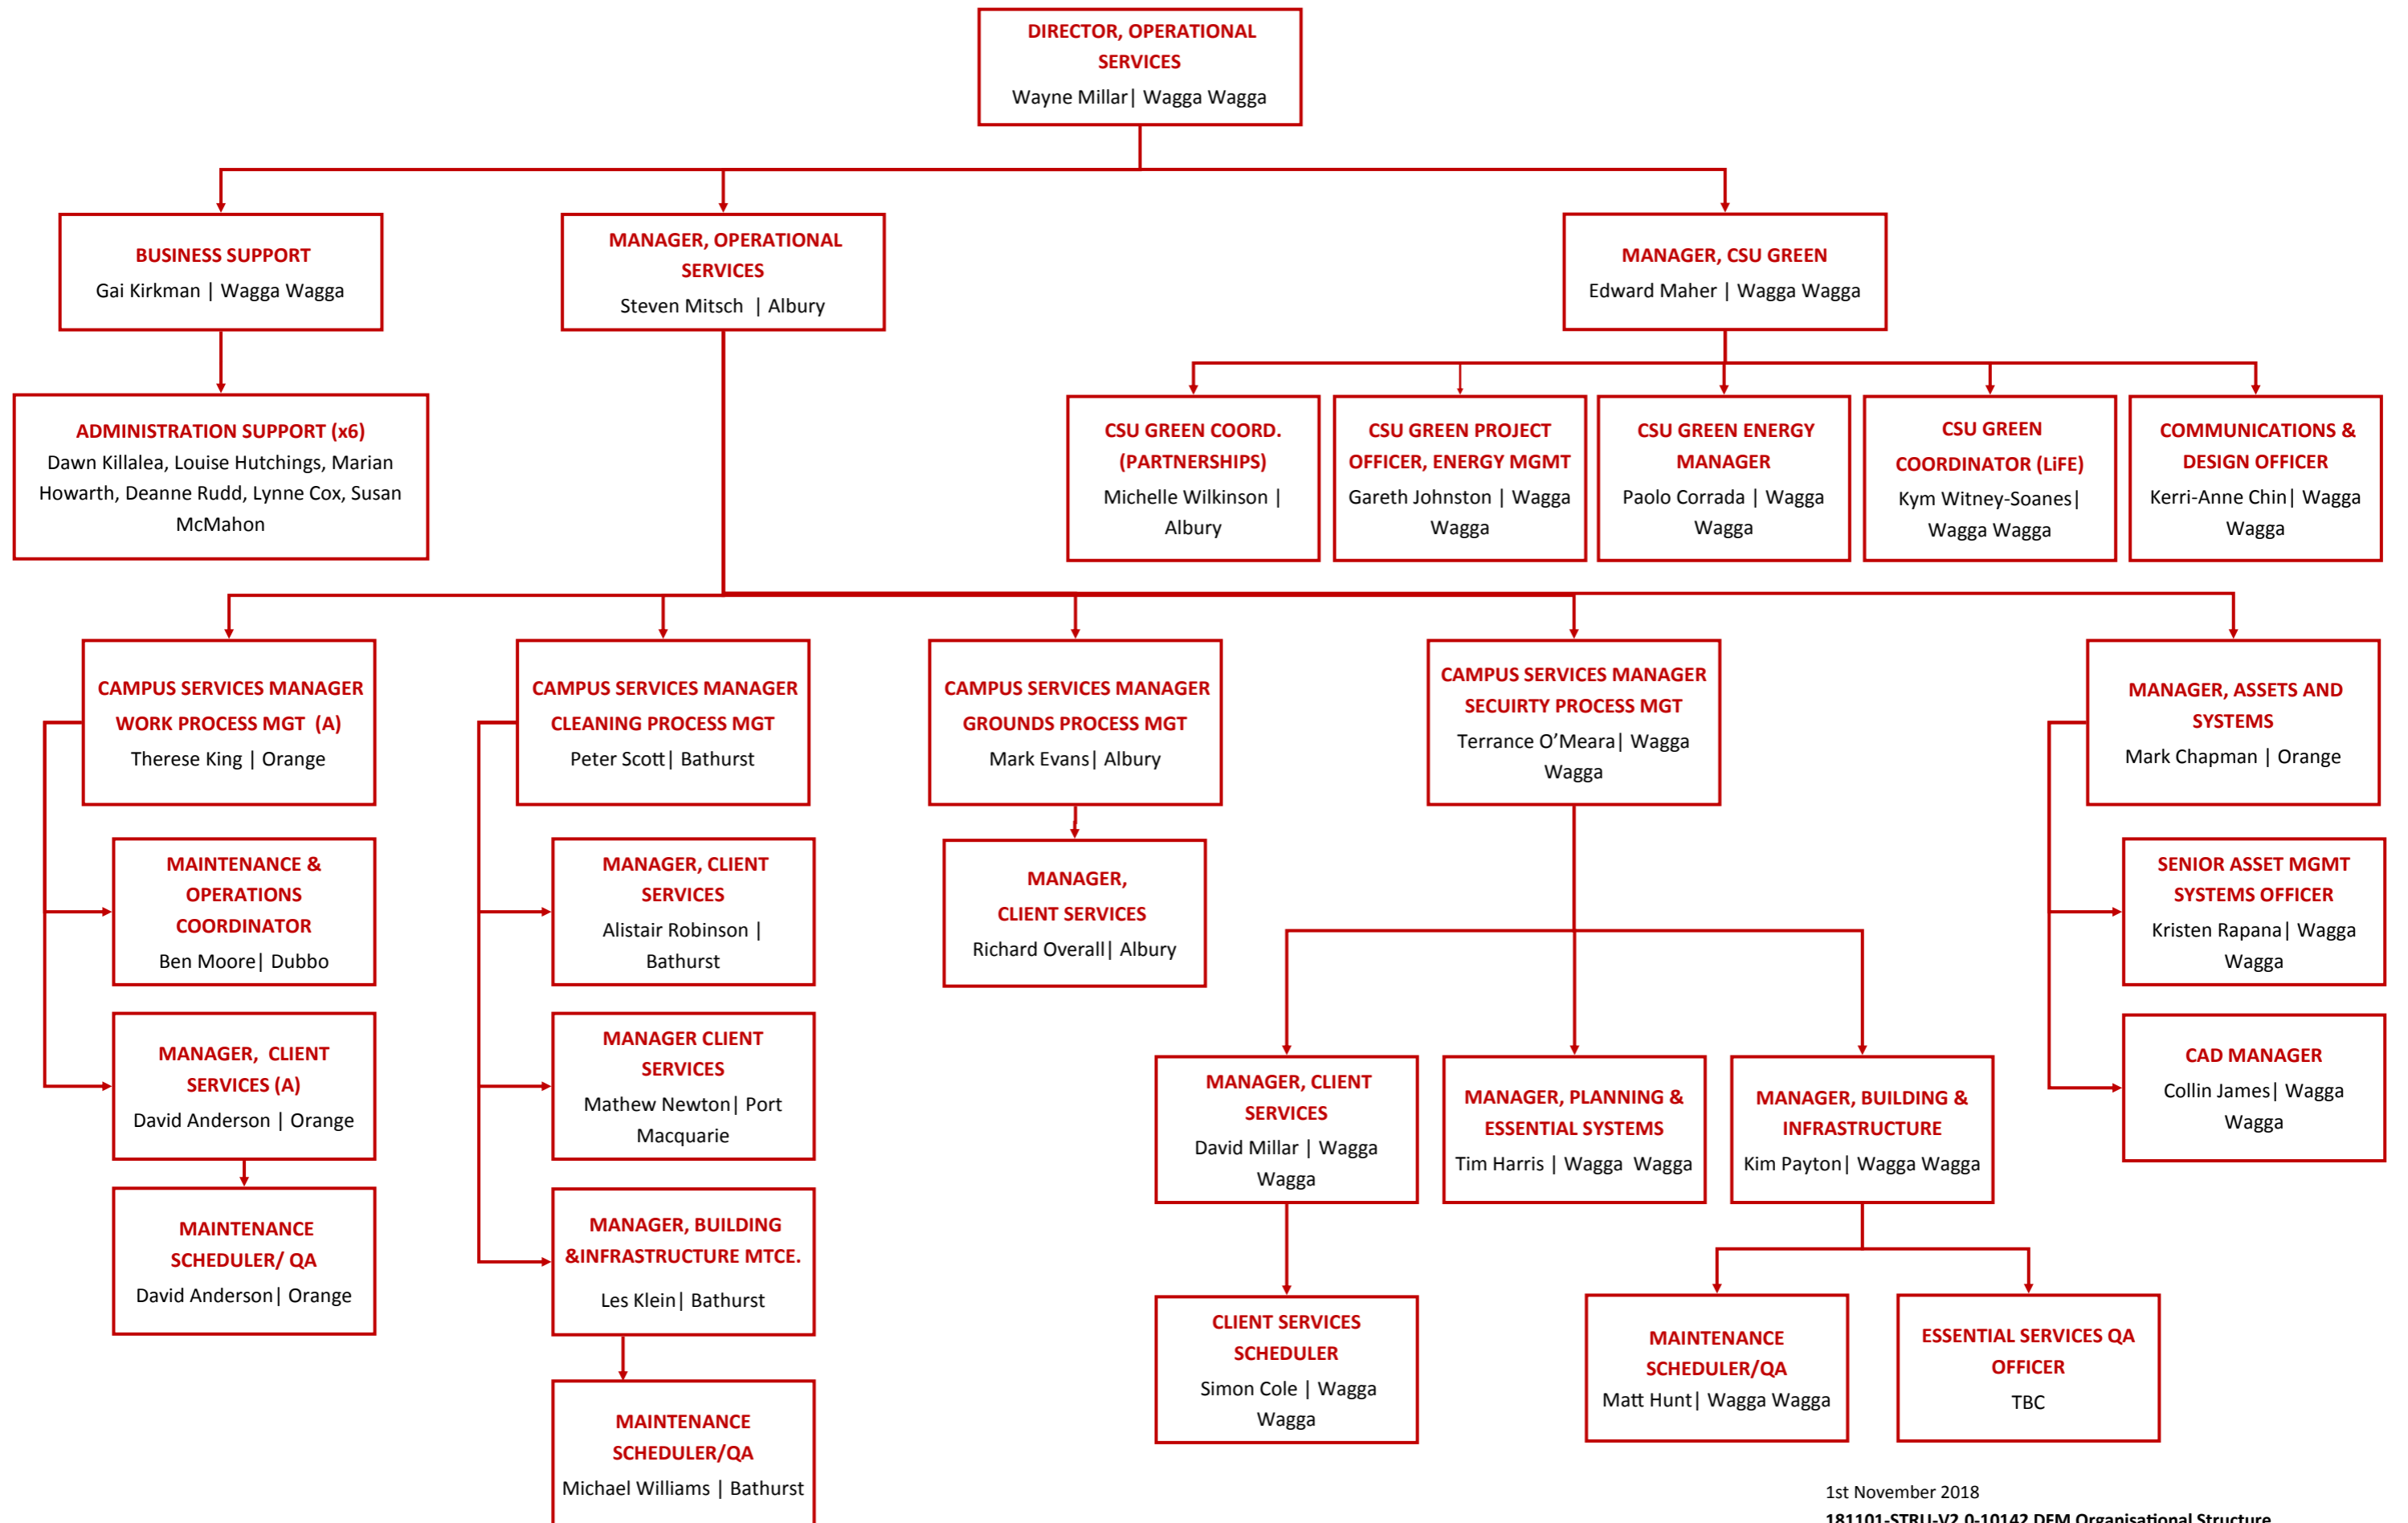 DIRECTOR, OPERATIONAL
SERVICES
Wayne Millar| Wagga Wagga
BUSINESS SUPPORT
Gai Kirkman | Wagga Wagga
MANAGER, OPERATIONAL
SERVICES
Steven Mitsch | Albury
MANAGER, CSU GREEN
Edward Maher | Wagga Wagga
ADMINISTRATION SUPPORT (x6)
Dawn Killalea, Louise Hutchings, Marian
Howarth, Deanne Rudd, Lynne Cox, Susan
McMahon
CSU GREEN COORD.
(PARTNERSHIPS)
Michelle Wilkinson |
Albury
CSU GREEN PROJECT
OFFICER, ENERGY MGMT
Gareth Johnston | Wagga
Wagga
CSU GREEN ENERGY
MANAGER
Paolo Corrada | Wagga
Wagga
CSU GREEN
COORDINATOR (LiFE)
Kym Witney-Soanes|
Wagga Wagga
COMMUNICATIONS &
DESIGN OFFICER
Kerri-Anne Chin| Wagga
Wagga
CAMPUS SERVICES MANAGER
WORK PROCESS MGT (A)
Therese King | Orange
CAMPUS SERVICES MANAGER
CLEANING PROCESS MGT
Peter Scott| Bathurst
CAMPUS SERVICES MANAGER
GROUNDS PROCESS MGT
Mark Evans| Albury
CAMPUS SERVICES MANAGER
SECUIRTY PROCESS MGT
Terrance O’Meara| Wagga
Wagga
MANAGER, ASSETS AND
SYSTEMS
Mark Chapman | Orange
MAINTENANCE &
OPERATIONS
COORDINATOR
Ben Moore| Dubbo
MANAGER, CLIENT
SERVICES
Alistair Robinson |
Bathurst
MANAGER,
CLIENT SERVICES
Richard Overall| Albury
SENIOR ASSET MGMT
SYSTEMS OFFICER
Kristen Rapana| Wagga
Wagga
MANAGER, CLIENT
SERVICES (A)
David Anderson | Orange
MANAGER CLIENT
SERVICES
Mathew Newton| Port
Macquarie
MANAGER, CLIENT
SERVICES
David Millar | Wagga
Wagga
MANAGER, PLANNING &
ESSENTIAL SYSTEMS
Tim Harris | Wagga Wagga
MANAGER, BUILDING &
INFRASTRUCTURE
Kim Payton| Wagga Wagga
CAD MANAGER
Collin James| Wagga
Wagga
MAINTENANCE
SCHEDULER/ QA
David Anderson| Orange
MANAGER, BUILDING
&INFRASTRUCTURE MTCE.
Les Klein| Bathurst
CLIENT SERVICES
SCHEDULER
Simon Cole | Wagga
Wagga
MAINTENANCE
SCHEDULER/QA
Matt Hunt| Wagga Wagga
ESSENTIAL SERVICES QA
OFFICER
TBC
MAINTENANCE
SCHEDULER/QA
Michael Williams | Bathurst
1st November 2018
181101-STRU-V2.0-10142 DFM Organisational Structure